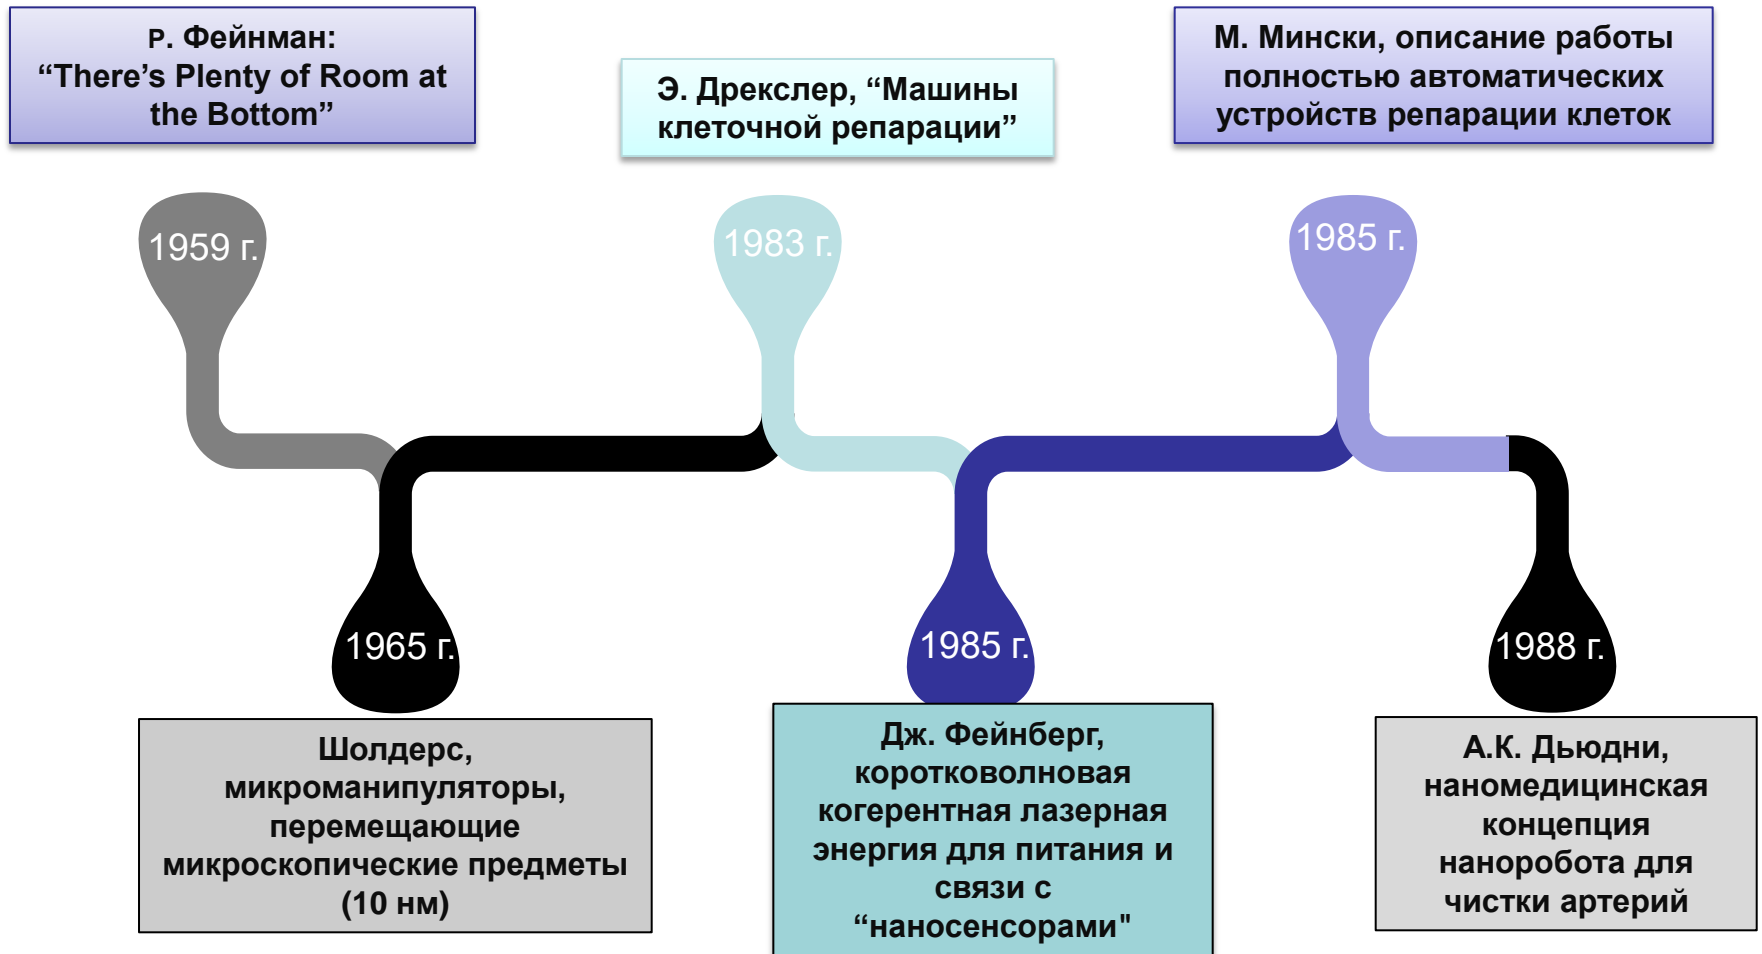 Р. Фейнман:
“There’s Plenty of Room at
the Bottom”
1959 г.
Шолдерс,
микроманипуляторы,
перемещающие
микроскопические предметы
(10 нм)
1965 г.
Э. Дрекслер, “Машины
клеточной репарации”
1983 г.
Дж. Фейнберг,
коротковолновая
когерентная лазерная
энергия для питания и
связи с
“наносенсорами"
1985 г.
М. Мински, описание работы
полностью автоматических
устройств репарации клеток
1985 г.
А.К. Дьюдни,
наномедицинская
концепция
наноробота для
чистки артерий
1988 г.